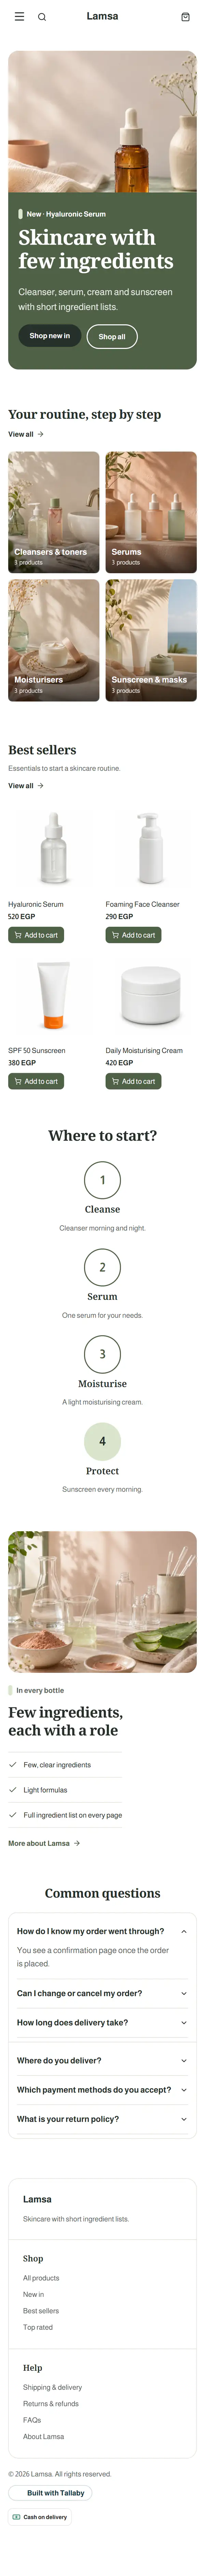 Lamsa
New · Hyaluronic Serum
Skincare with
few ingredients
Cleanser, serum, cream and sunscreen
with short ingredient lists.
Shop new in
Shop all
Your routine, step by step
View all
Cleansers & toners
3 products
Serums
3 products
Moisturisers
3 products
Sunscreen & masks
3 products
Best sellers
Essentials to start a skincare routine.
View all
Hyaluronic Serum
520 EGP
Add to cart
Foaming Face Cleanser
290 EGP
Add to cart
SPF 50 Sunscreen
380 EGP
Add to cart
Daily Moisturising Cream
420 EGP
Add to cart
Where to start?
1
Cleanse
Cleanser morning and night.
2
Serum
One serum for your needs.
3
Moisturise
A light moisturising cream.
4
Protect
Sunscreen every morning.
In every bottle
Few ingredients,
each with a role
Few, clear ingredients
Light formulas
Full ingredient list on every page
More about Lamsa
Common questions
How do I know my order went through?
You see a confirmation page once the order
is placed.
Can I change or cancel my order?
How long does delivery take?
Where do you deliver?
Which payment methods do you accept?
What is your return policy?
Lamsa
Skincare with short ingredient lists.
Shop
All products
New in
Best sellers
Top rated
Help
Shipping & delivery
Returns & refunds
FAQs
About Lamsa
© 2026 Lamsa. All rights reserved.
Built with Tallaby
Cash on delivery